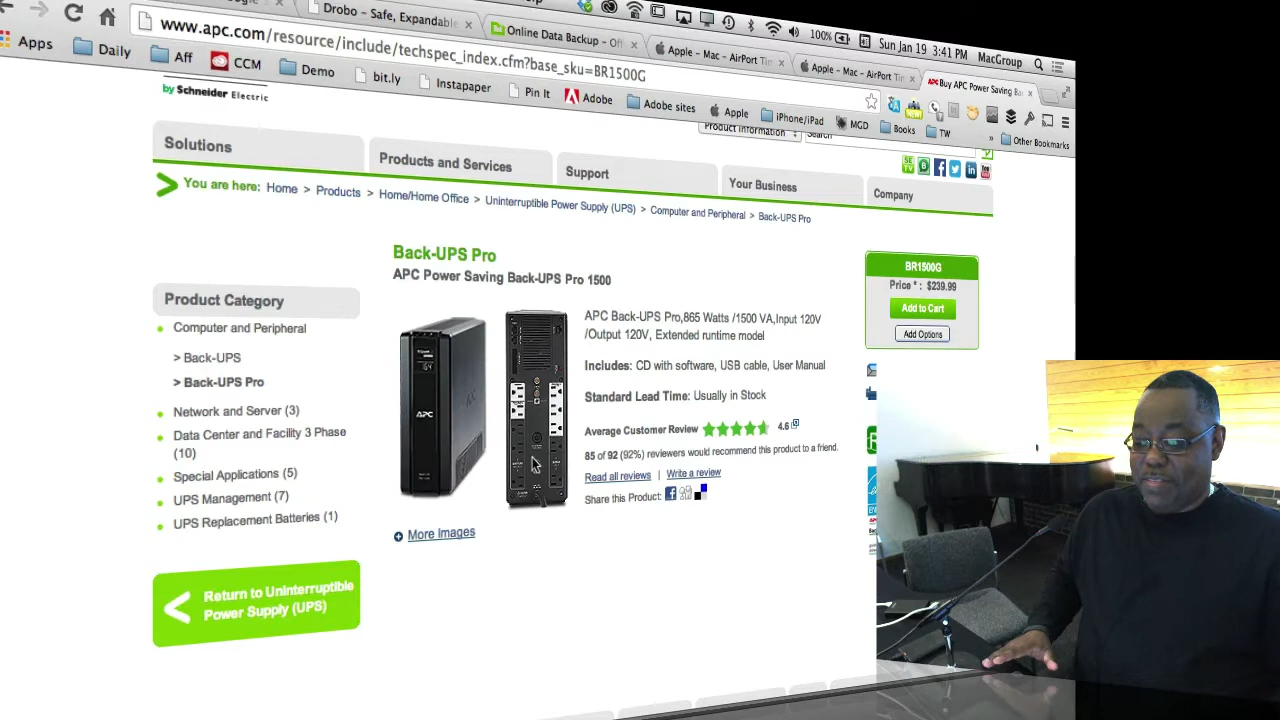 100%
Sun Jan 19 3:41 PM
MacGroup
Drobo – Safe, Expandable
Online Data Backup – Off
Apple - Mac - AirPort Tim
Apple - Mac - AirPort Tim
APC Buy APC Power Saving Bac
www.apc.com/resource/include/techspec_index.cfm?base_sku=BR1500G
Apps
Daily
Aff
CCM
Demo
bit.ly
Instapaper
Pin It
Adobe
Adobe sites
Apple
iPhone/iPad
MGD
Books
TW
»
Other Bookmarks
by Schneider Electric
Product Information
Search
Solutions
Products and Services
Support
Your Business
Company
You are here: Home > Products > Home/Home Office > Uninterruptible Power Supply (UPS) > Computer and Peripheral > Back-UPS Pro
Back-UPS Pro
APC Power Saving Back-UPS Pro 1500
BR1500G
Price * : $239.99
Add to Cart
Add Options
Product Category
Computer and Peripheral
> Back-UPS
> Back-UPS Pro
Network and Server (3)
Data Center and Facility 3 Phase
(10)
Special Applications (5)
UPS Management (7)
UPS Replacement Batteries (1)
Return to Uninterruptible
Power Supply (UPS)
APC
APC Back-UPS Pro,865 Watts /1500 VA,Input 120V
/Output 120V, Extended runtime model
Includes: CD with software, USB cable, User Manual
Standard Lead Time: Usually in Stock
Average Customer Review 4.6
85 of 92 (92%) reviewers would recommend this product to a friend.
Read all reviews | Write a review
Share this Product:
More Images